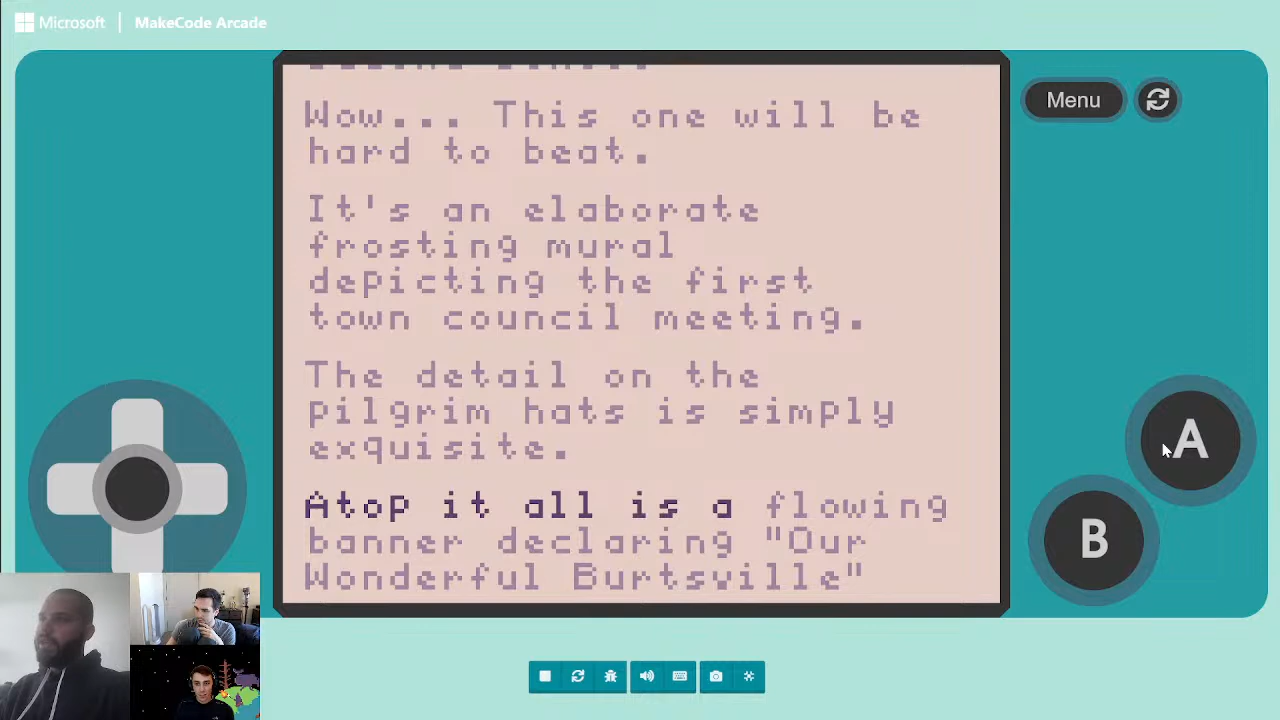 Microsoft | MakeCode Arcade
Menu
Wow... This one will be
hard to beat.
It's an elaborate
frosting mural
depicting the first
town council meeting.
The detail on the
pilgrim hats is simply
exquisite.
Atop it all is a flowing
banner declaring "Our
Wonderful Burtsville"
A
B